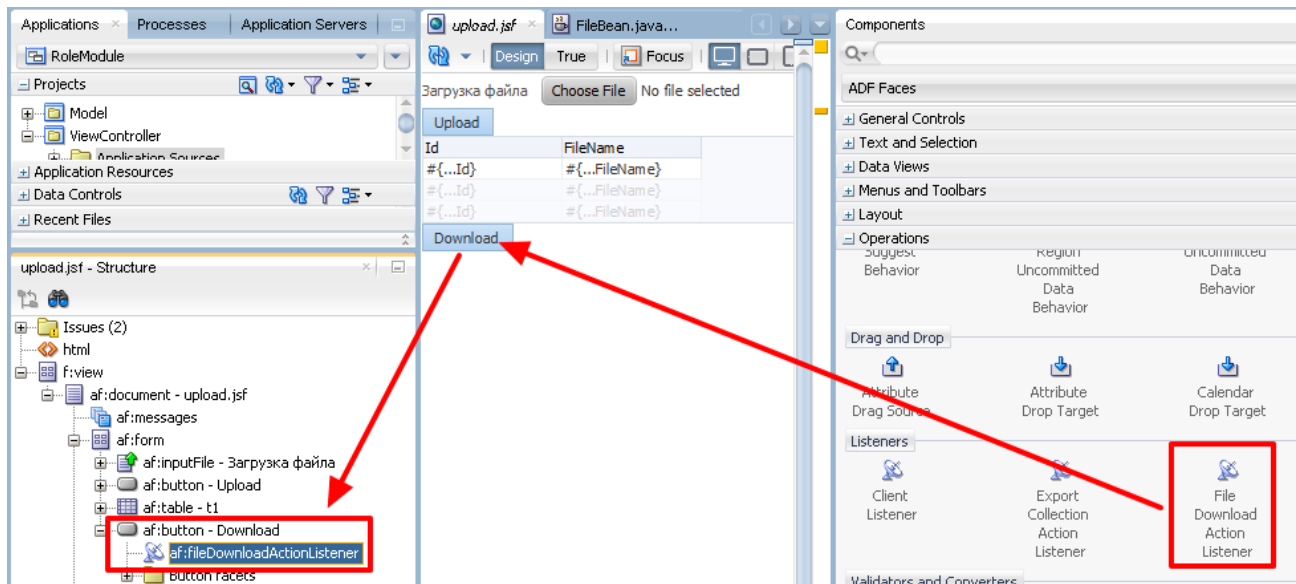 Applications
Processes
Application Servers
RoleModule
Projects
Model
ViewController
Application Sources
Application Resources
Data Controls
Recent Files
upload.jsf - Structure
Issues (2)
html
f:view
af:document - upload.jsf
af:messages
af:form
af:inputFile - Загрузка файла
af:button - Upload
af:table - t1
af:button - Download
af:fileDownloadActionListener
Button facets
upload.jsf
FileBean.java...
Design True Focus
Загрузка файла Choose File No file selected
Upload
Id FileName
#{...Id} #{...FileName}
#{...Id} #{...FileName}
#{...Id} #{...FileName}
Download
Components
ADF Faces
General Controls
Text and Selection
Data Views
Menus and Toolbars
Layout
Operations
Suggest
Behavior
Region
Uncommitted
Data
Behavior
Uncommitted
Data
Behavior
Drag and Drop
Attribute
Drag Source
Attribute
Drop Target
Calendar
Drop Target
Listeners
Client
Listener
Export
Collection
Action
Listener
File
Download
Action
Listener
Validators and Converters